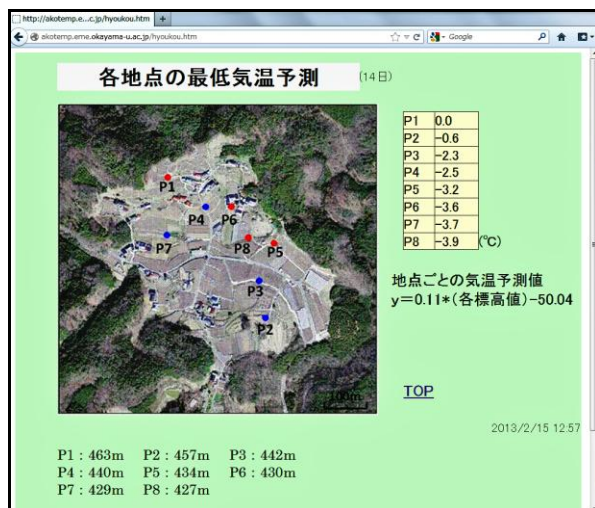 http://akotemp.e...c.jp/hyoukou.htm
akotemp.eme.okayama-u.ac.jp/hyoukou.htm
Google
各地点の最低気温予測
(14日)
P1
P4
P6
P7
P8
P5
P3
P2
100m
P1 0.0
P2 -0.6
P3 -2.3
P4 -2.5
P5 -3.2
P6 -3.6
P7 -3.7
P8 -3.9 (℃)
地点ごとの気温予測値
y=0.11*(各標高値)-50.04
TOP
2013/2/15 12:57
P1：463m P2：457m P3：442m
P4：440m P5：434m P6：430m
P7：429m P8：427m